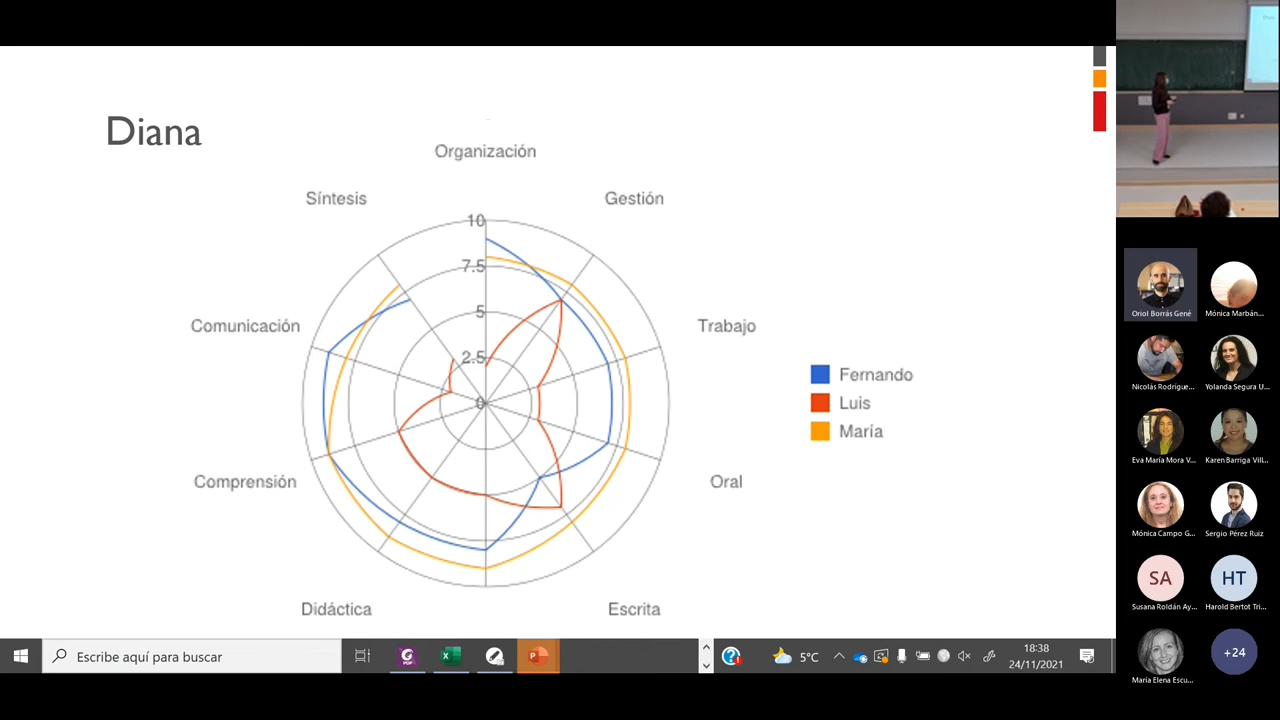 Diana
Organización
Síntesis
Gestión
10
7.5
5
2.5
0
Comunicación
Trabajo
Comprensión
Oral
Didáctica
Escrita
Fernando
Luis
María
Oriol Borrás Gené
Mónica Marbán...
Nicolás Rodrígue...
Yolanda Segura U...
Eva María Mora V...
Karen Barriga Vill...
Mónica Campo G...
Sergio Pérez Ruiz
SA
HT
Susana Roldán Ay...
Harold Bertot Tri...
María Elena Escu...
+24
Escribe aquí para buscar
5°C
18:38
24/11/2021